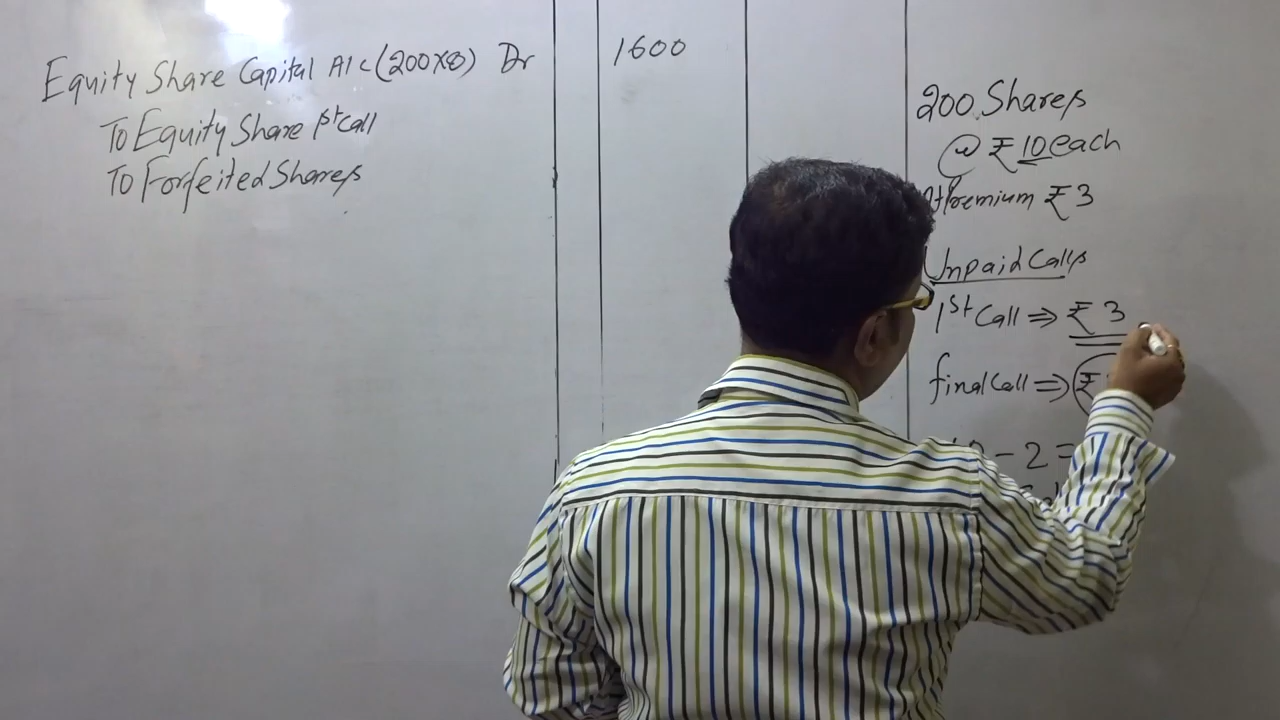 Equity Share Capital A/c (200×8) Dr 1600
To Equity Share 1st Call
To Forfeited Shares
200 Shares
@ ₹ 10 each
Premium ₹ 3
Unpaid Calls
1st Call ⇒ ₹ 3
final Call ⇒ ₹
- 2 =